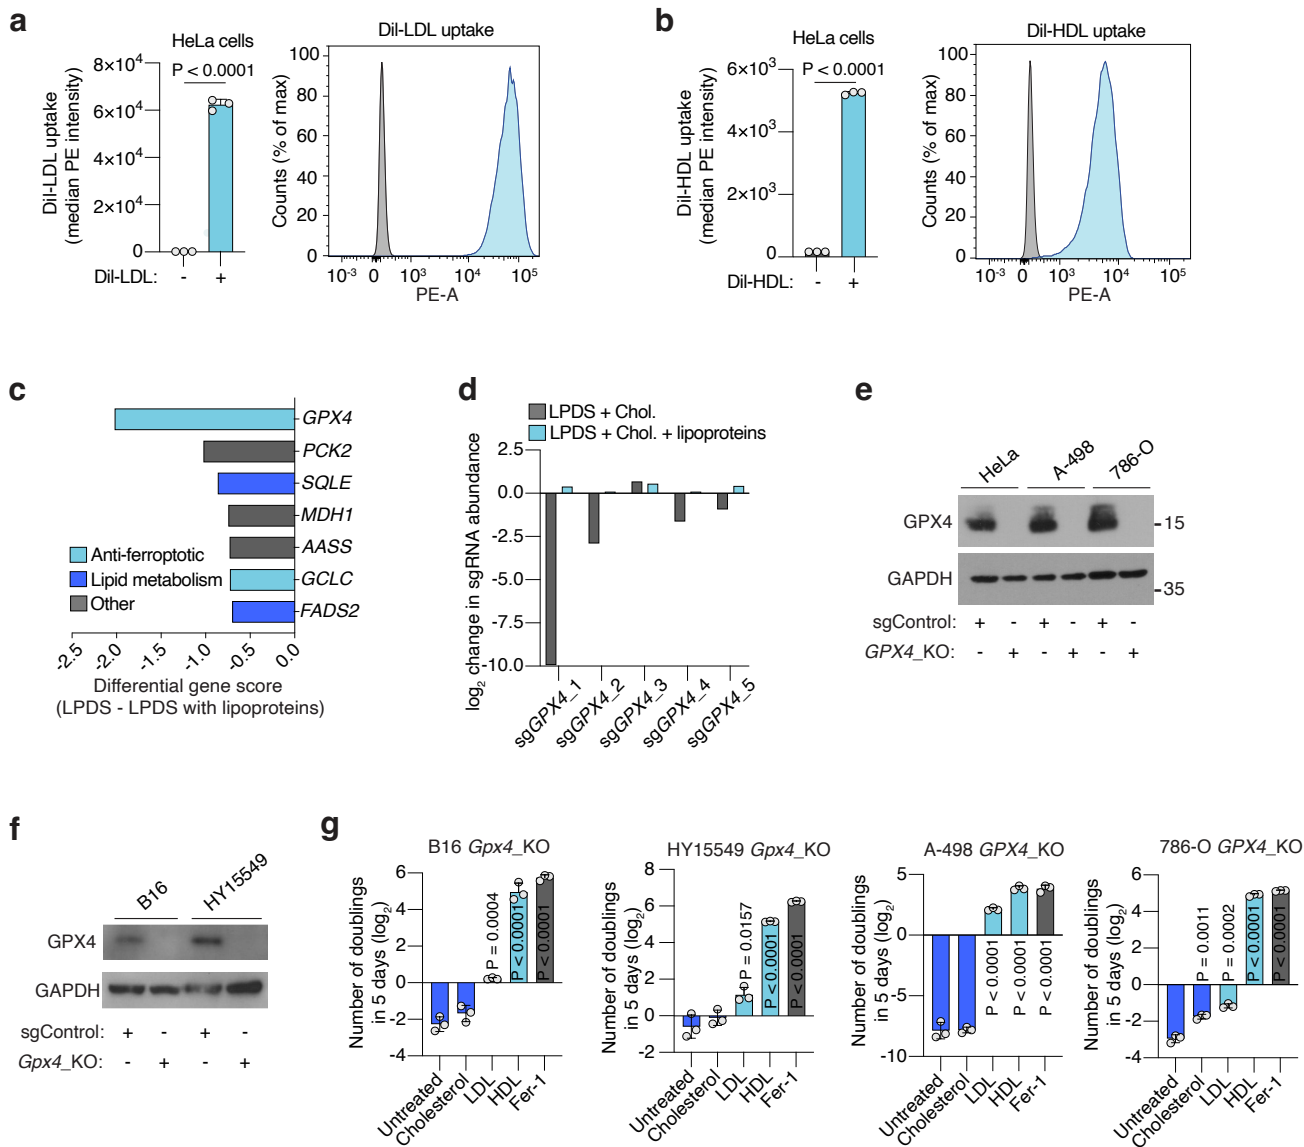 a
HeLa cells
P < 0.0001
Dil-LDL uptake
(median PE intensity)
8×10⁴
6×10⁴
4×10⁴
2×10⁴
0
Dil-LDL: - +
Dil-LDL uptake
Counts (% of max)
100
80
60
40
20
0
-10⁻³ 0 10³ 10⁴ 10⁵
PE-A
b
HeLa cells
P < 0.0001
Dil-HDL uptake
(median PE intensity)
6×10³
4×10³
2×10³
0
Dil-HDL: - +
Dil-HDL uptake
Counts (% of max)
100
80
60
40
20
0
-10⁻³ 0 10³ 10⁴ 10⁵
PE-A
c
GPX4
PCK2
SQLE
MDH1
AASS
GCLC
FADS2
Anti-ferroptotic
Lipid metabolism
Other
-2.5 -2.0 -1.5 -1.0 -0.5 0.0
Differential gene score
(LPDS - LPDS with lipoproteins)
d
LPDS + Chol.
LPDS + Chol. + lipoproteins
log₂ change in sgRNA abundance
2.5
0.0
-2.5
-5.0
-7.5
-10.0
sgGPX4_1 sgGPX4_2 sgGPX4_3 sgGPX4_4 sgGPX4_5
e
HeLa A-498 786-O
GPX4 -15
GAPDH -35
sgControl: + - + - + -
GPX4_KO: - + - + - +
f
B16 HY15549
GPX4
GAPDH
sgControl: + - + -
Gpx4_KO: - + - +
g
B16 Gpx4_KO
Number of doublings
in 5 days (log₂)
6
4
2
0
-2
-4
P = 0.0004
P < 0.0001
P < 0.0001
Untreated Cholesterol LDL HDL Fer-1
HY15549 Gpx4_KO
Number of doublings
in 5 days (log₂)
8
6
4
2
0
-2
P = 0.0157
P < 0.0001
P < 0.0001
Untreated Cholesterol LDL HDL Fer-1
A-498 GPX4_KO
Number of doublings
in 5 days (log₂)
5
0
-5
-10
P < 0.0001
P < 0.0001
P < 0.0001
Untreated Cholesterol LDL HDL Fer-1
786-O GPX4_KO
Number of doublings
in 5 days (log₂)
6
4
2
0
-2
-4
P = 0.0011
P = 0.0002
P < 0.0001
P < 0.0001
Untreated Cholesterol LDL HDL Fer-1